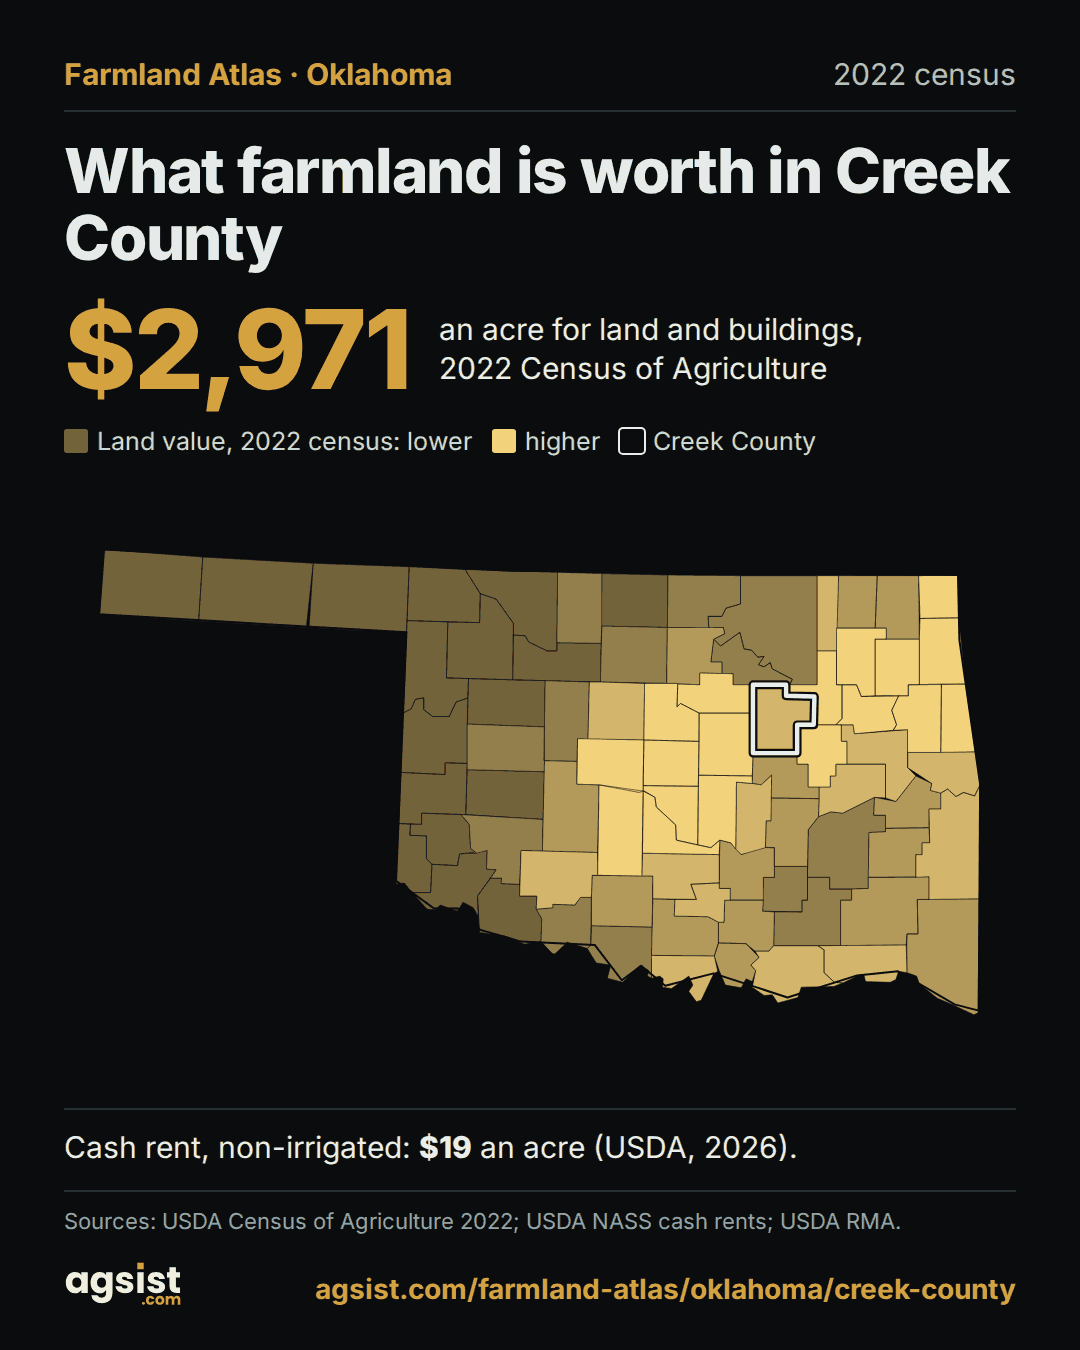 Farmland Atlas · Oklahoma
2022 census
What farmland is worth in Creek
County
$2,971
an acre for land and buildings,
2022 Census of Agriculture
Land value, 2022 census: lower
higher
Creek County
Cash rent, non-irrigated: $19 an acre (USDA, 2026).
Sources: USDA Census of Agriculture 2022; USDA NASS cash rents; USDA RMA.
agsist
.com
agsist.com/farmland-atlas/oklahoma/creek-county